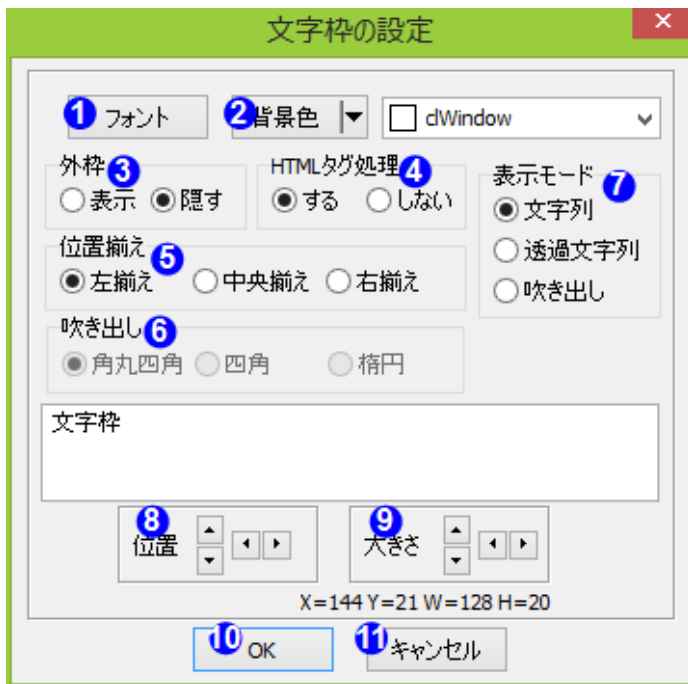 文字枠の設定
1 フォント 2 背景色 clWindow
外枠 3
表示 隠す
HTMLタグ処理 4
する しない
表示モード 7
文字列
透過文字列
吹き出し
位置揃え 5
左揃え 中央揃え 右揃え
吹き出し 6
角丸四角 四角 楕円
文字枠
8 位置 9 大きさ
X=144 Y=21 W=128 H=20
10 OK 11 キャンセル